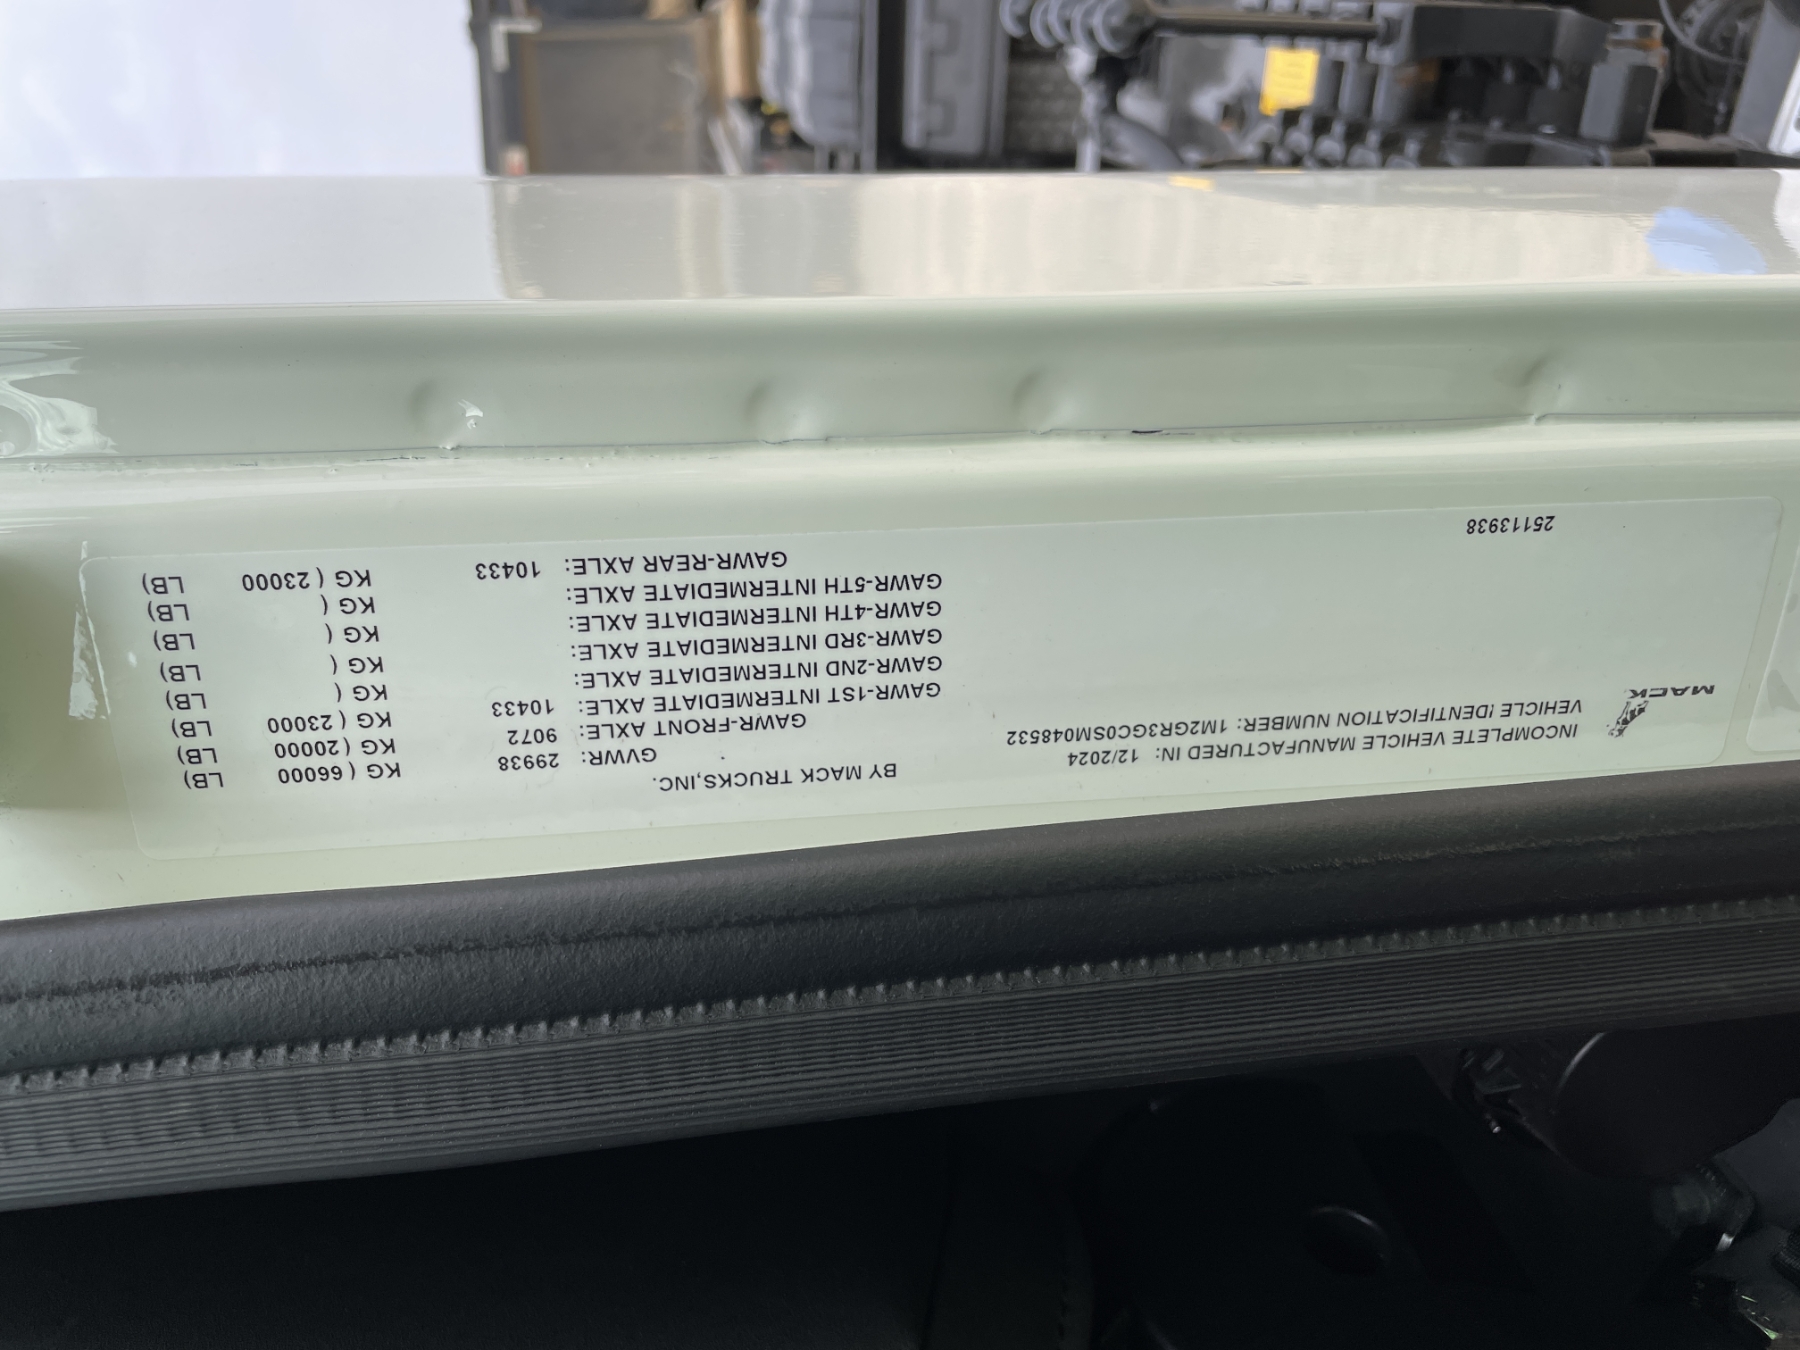 INCOMPLETE VEHICLE MANUFACTURED IN: 12/2024
VEHICLE IDENTIFICATION NUMBER: 1M2GR3GC0SM048532
MACK
25113938
BY MACK TRUCKS,INC.
GVWR: 29938 KG ( 66000 LB)
GAWR-FRONT AXLE: 9072 KG ( 20000 LB)
GAWR-1ST INTERMEDIATE AXLE: 10433 KG ( 23000 LB)
GAWR-2ND INTERMEDIATE AXLE: KG ( LB)
GAWR-3RD INTERMEDIATE AXLE: KG ( LB)
GAWR-4TH INTERMEDIATE AXLE: KG ( LB)
GAWR-5TH INTERMEDIATE AXLE: KG ( LB)
GAWR-REAR AXLE: 10433 KG ( 23000 LB)